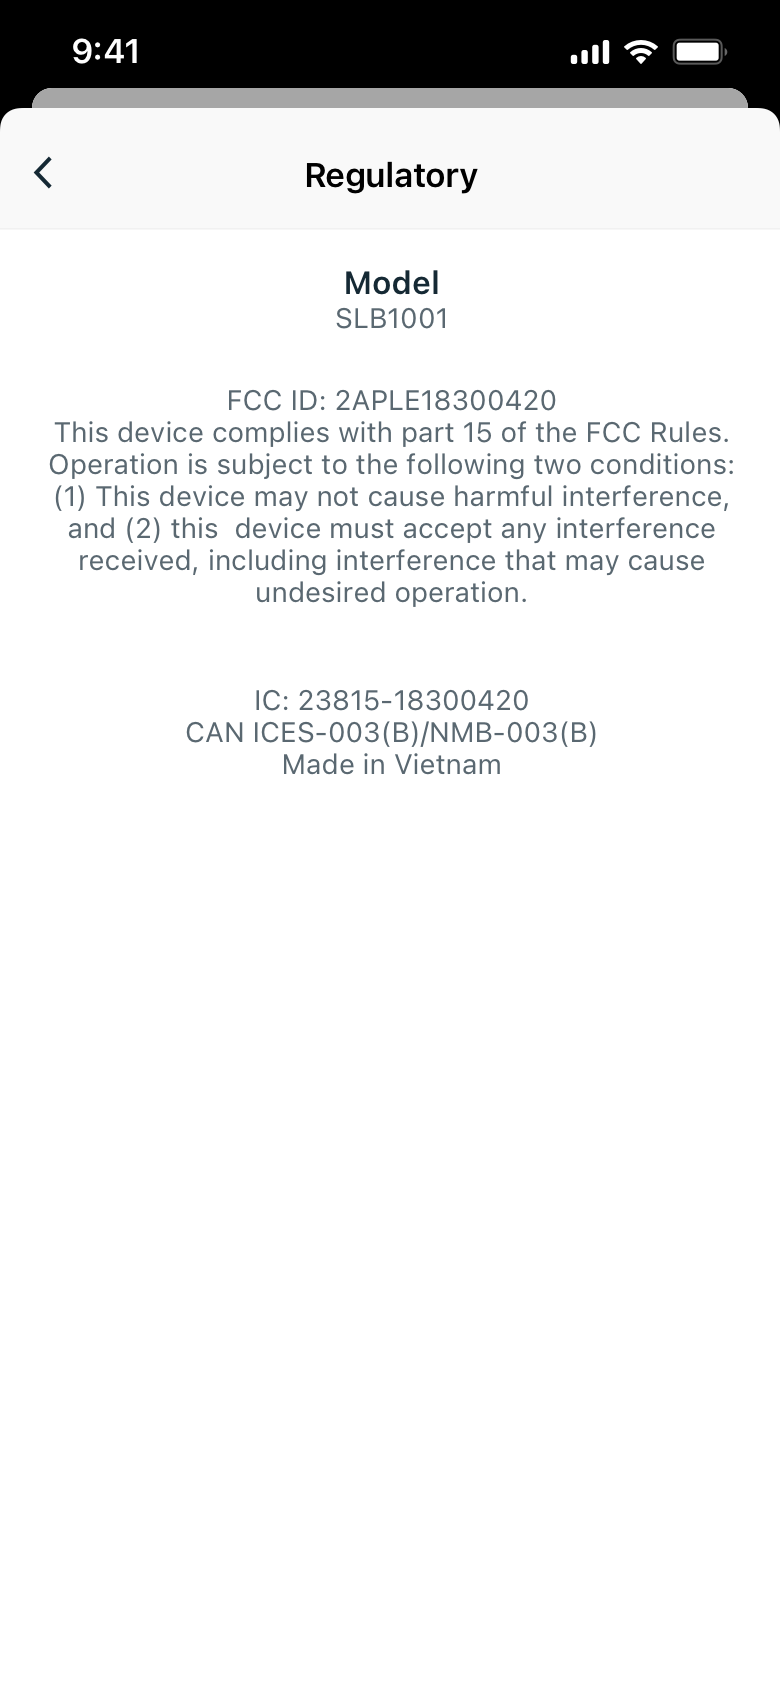 9:41
Regulatory
Model
SLB1001
FCC ID: 2APLE18300420
This device complies with part 15 of the FCC Rules.
Operation is subject to the following two conditions:
(1) This device may not cause harmful interference,
and (2) this  device must accept any interference
received, including interference that may cause
undesired operation.
IC: 23815-18300420
CAN ICES-003(B)/NMB-003(B)
Made in Vietnam